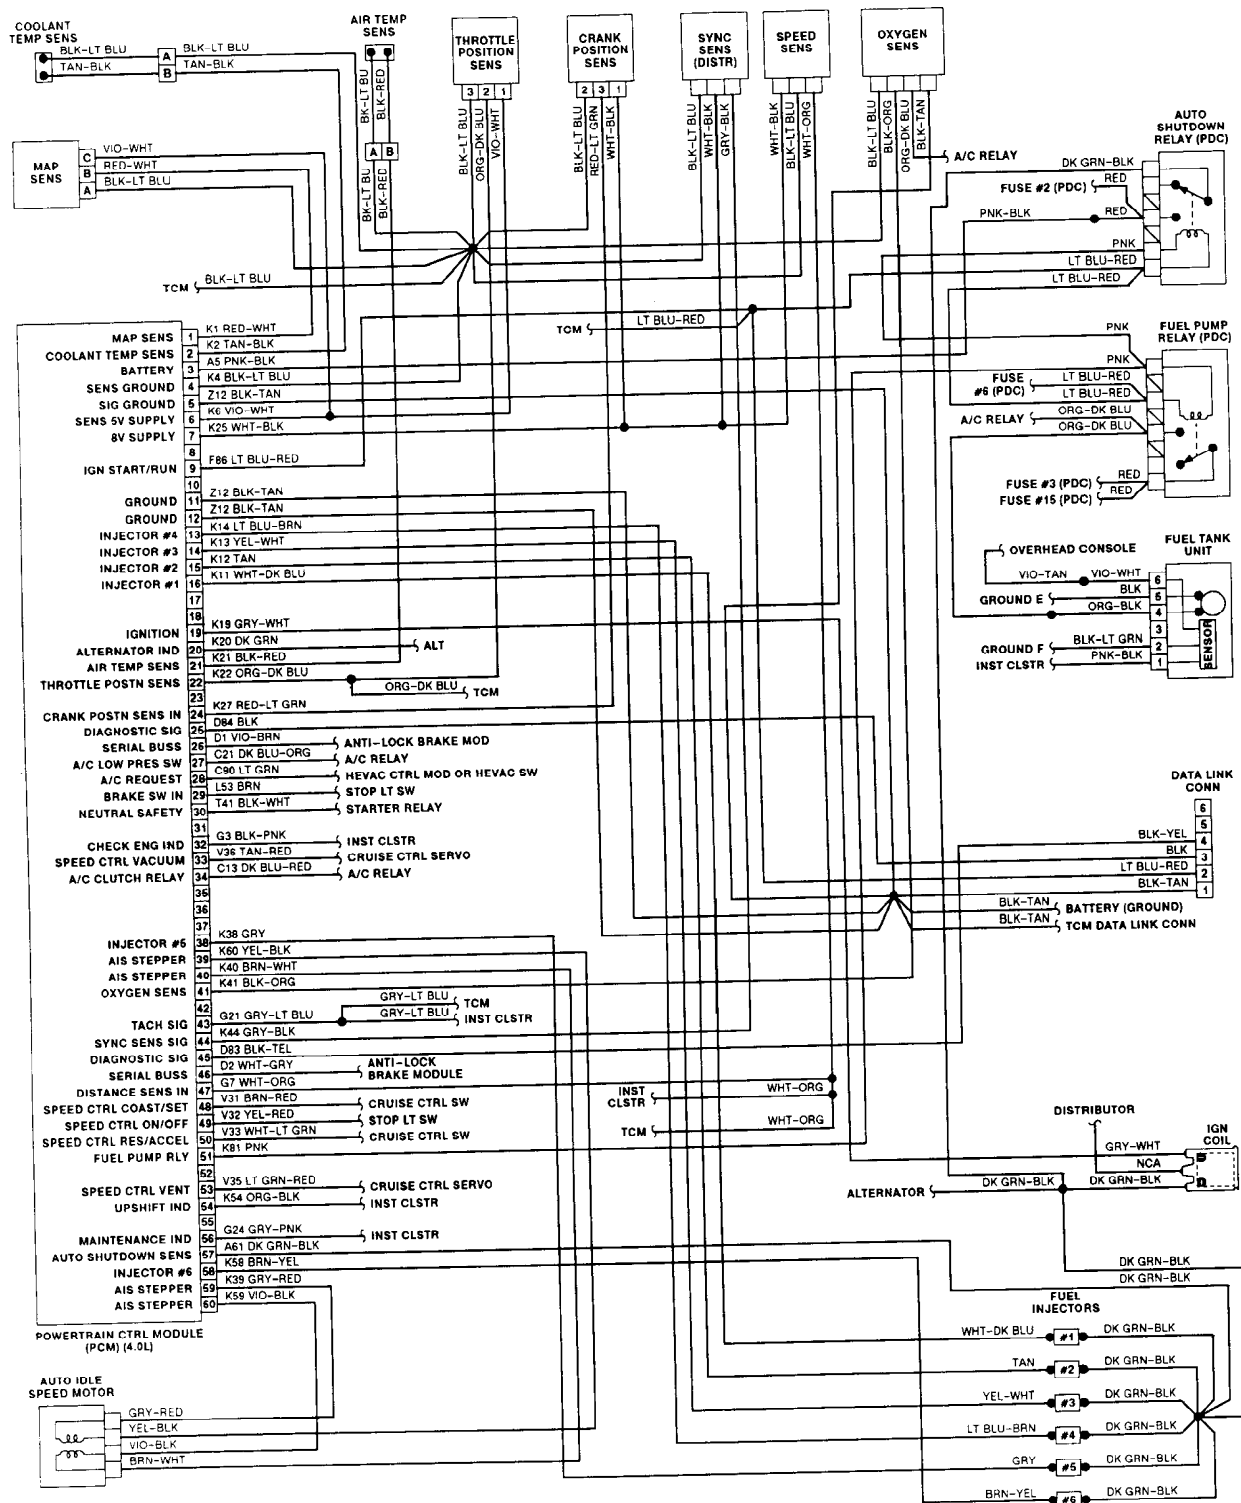 COOLANT
TEMP SENS
BLK-LT BLU
A
BLK-LT BLU
TAN-BLK
B
TAN-BLK
AIR TEMP
SENS
BK-LT BU
BLK-RED
A B
BK-LT BU
BLK-RED
THROTTLE
POSITION
SENS
3 2 1
BLK-LT BLU
ORG-DK BLU
VIO-WHT
CRANK
POSITION
SENS
2 3 1
BLK-LT BLU
RED-LT GRN
WHT-BLK
SYNC
SENS
(DISTR)
BLK-LT BLU
WHT-BLK
GRY-BLK
SPEED
SENS
WHT-BLK
BLK-LT BLU
WHT-ORG
OXYGEN
SENS
BLK-LT BLU
BLK-ORG
ORG-DK BLU
BLK-TAN
A/C RELAY
MAP
SENS
C VIO-WHT
B RED-WHT
A BLK-LT BLU
TCM BLK-LT BLU
TCM LT BLU-RED
AUTO
SHUTDOWN
RELAY (PDC)
DK GRN-BLK
RED
FUSE #2 (PDC)
PNK-BLK RED
PNK
LT BLU-RED
LT BLU-RED
FUEL PUMP
RELAY (PDC)
PNK
PNK
FUSE
#6 (PDC)
LT BLU-RED
LT BLU-RED
A/C RELAY ORG-DK BLU
ORG-DK BLU
FUSE #3 (PDC) RED
FUSE #15 (PDC) RED
FUEL TANK
UNIT
OVERHEAD CONSOLE
VIO-TAN VIO-WHT 6
GROUND E BLK 5
ORG-BLK 4
3
GROUND F BLK-LT GRN 2
INST CLSTR PNK-BLK 1
SENSOR
MAP SENS 1 K1 RED-WHT
COOLANT TEMP SENS 2 K2 TAN-BLK
BATTERY 3 A5 PNK-BLK
SENS GROUND 4 K4 BLK-LT BLU
SIG GROUND 5 Z12 BLK-TAN
SENS 5V SUPPLY 6 K6 VIO-WHT
8V SUPPLY 7 K25 WHT-BLK
8
IGN START/RUN 9 F86 LT BLU-RED
10
GROUND 11 Z12 BLK-TAN
GROUND 12 Z12 BLK-TAN
INJECTOR #4 13 K14 LT BLU-BRN
INJECTOR #3 14 K13 YEL-WHT
INJECTOR #2 15 K12 TAN
INJECTOR #1 16 K11 WHT-DK BLU
17
18
IGNITION 19 K19 GRY-WHT
ALTERNATOR IND 20 K20 DK GRN ALT
AIR TEMP SENS 21 K21 BLK-RED
THROTTLE POSTN SENS 22 K22 ORG-DK BLU
ORG-DK BLU TCM
23
CRANK POSTN SENS IN 24 K27 RED-LT GRN
DIAGNOSTIC SIG 25 D84 BLK
SERIAL BUSS 26 D1 VIO-BRN ANTI-LOCK BRAKE MOD
A/C LOW PRES SW 27 C21 DK BLU-ORG A/C RELAY
A/C REQUEST 28 C90 LT GRN HEVAC CTRL MOD OR HEVAC SW
BRAKE SW IN 29 L53 BRN STOP LT SW
NEUTRAL SAFETY 30 T41 BLK-WHT STARTER RELAY
31
CHECK ENG IND 32 G3 BLK-PNK INST CLSTR
SPEED CTRL VACUUM 33 V36 TAN-RED CRUISE CTRL SERVO
A/C CLUTCH RELAY 34 C13 DK BLU-RED A/C RELAY
35
36
37
INJECTOR #5 38 K38 GRY
AIS STEPPER 39 K60 YEL-BLK
AIS STEPPER 40 K40 BRN-WHT
OXYGEN SENS 41 K41 BLK-ORG
42
GRY-LT BLU TCM
TACH SIG 43 G21 GRY-LT BLU GRY-LT BLU INST CLSTR
SYNC SENS SIG 44 K44 GRY-BLK
DIAGNOSTIC SIG 45 D83 BLK-TEL
SERIAL BUSS 46 D2 WHT-GRY ANTI-LOCK
BRAKE MODULE
DISTANCE SENS IN 47 G7 WHT-ORG
SPEED CTRL COAST/SET 48 V31 BRN-RED CRUISE CTRL SW
SPEED CTRL ON/OFF 49 V32 YEL-RED STOP LT SW
SPEED CTRL RES/ACCEL 50 V33 WHT-LT GRN CRUISE CTRL SW
FUEL PUMP RLY 51 K81 PNK
52
SPEED CTRL VENT 53 V35 LT GRN-RED CRUISE CTRL SERVO
UPSHIFT IND 54 K54 ORG-BLK INST CLSTR
55
MAINTENANCE IND 56 G24 GRY-PNK INST CLSTR
AUTO SHUTDOWN SENS 57 A61 DK GRN-BLK
INJECTOR #6 58 K58 BRN-YEL
AIS STEPPER 59 K39 GRY-RED
AIS STEPPER 60 K59 VIO-BLK
POWERTRAIN CTRL MODULE
(PCM) (4.0L)
AUTO IDLE
SPEED MOTOR
GRY-RED
YEL-BLK
VIO-BLK
BRN-WHT
DATA LINK
CONN
6
5
BLK-YEL 4
BLK 3
LT BLU-RED 2
BLK-TAN 1
BLK-TAN BATTERY (GROUND)
BLK-TAN TCM DATA LINK CONN
INST
CLSTR
WHT-ORG
TCM WHT-ORG
DISTRIBUTOR
IGN
COIL
GRY-WHT
NCA
ALTERNATOR DK GRN-BLK DK GRN-BLK
DK GRN-BLK
DK GRN-BLK
FUEL
INJECTORS
WHT-DK BLU #1 DK GRN-BLK
TAN #2 DK GRN-BLK
YEL-WHT #3 DK GRN-BLK
LT BLU-BRN #4 DK GRN-BLK
GRY #5 DK GRN-BLK
BRN-YEL #6 DK GRN-BLK